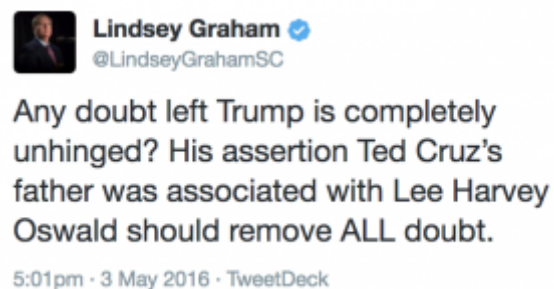 Lindsey Graham
@LindseyGrahamSC
Any doubt left Trump is completely
unhinged? His assertion Ted Cruz's
father was associated with Lee Harvey
Oswald should remove ALL doubt.
5:01pm · 3 May 2016 · TweetDeck